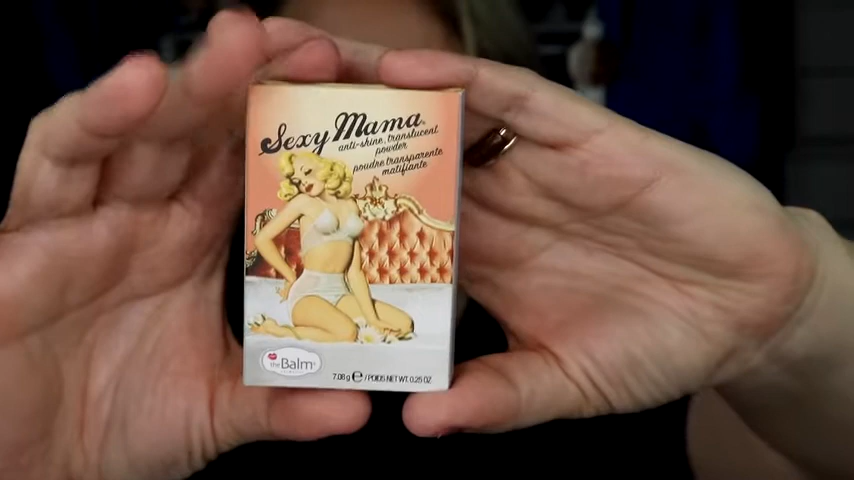 Sexy Mama
anti-shine, translucent
powder
poudre transparente
matifiante
the Balm®
7.08 g ℮ / POIDS NET WT. 0.25 OZ